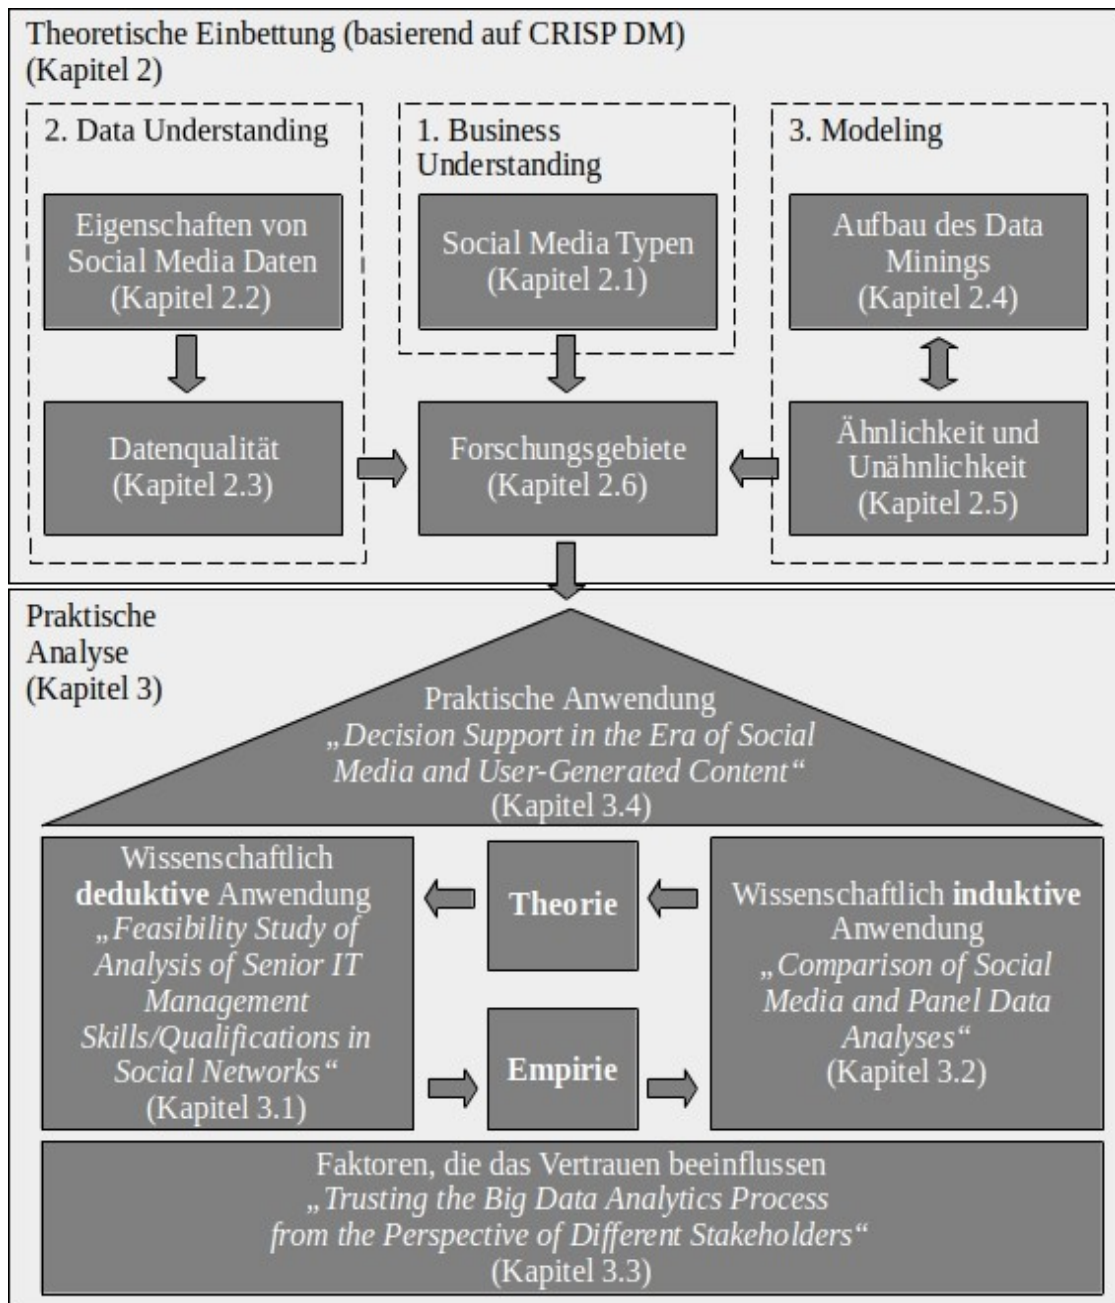 Theoretische Einbettung (basierend auf CRISP DM)
(Kapitel 2)
2. Data Understanding
Eigenschaften von
Social Media Daten
(Kapitel 2.2)
Datenqualität
(Kapitel 2.3)
1. Business
Understanding
Social Media Typen
(Kapitel 2.1)
Forschungsgebiete
(Kapitel 2.6)
3. Modeling
Aufbau des Data
Minings
(Kapitel 2.4)
Ähnlichkeit und
Unähnlichkeit
(Kapitel 2.5)
Praktische
Analyse
(Kapitel 3)
Praktische Anwendung
„Decision Support in the Era of Social
Media and User-Generated Content“
(Kapitel 3.4)
Wissenschaftlich
deduktive Anwendung
„Feasibility Study of
Analysis of Senior IT
Management
Skills/Qualifications in
Social Networks“
(Kapitel 3.1)
Theorie
Empirie
Wissenschaftlich induktive
Anwendung
„Comparison of Social
Media and Panel Data
Analyses“
(Kapitel 3.2)
Faktoren, die das Vertrauen beeinflussen
„Trusting the Big Data Analytics Process
from the Perspective of Different Stakeholders“
(Kapitel 3.3)